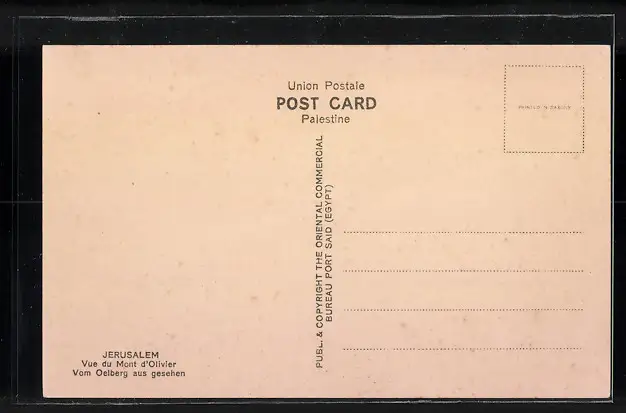 Union Postale
POST CARD
Palestine
PUBL. & COPYRIGHT THE ORIENTAL COMMERCIAL
BUREAU PORT SAID (EGYPT)
JERUSALEM
Vue du Mont d'Olivier
Vom Oelberg aus gesehen